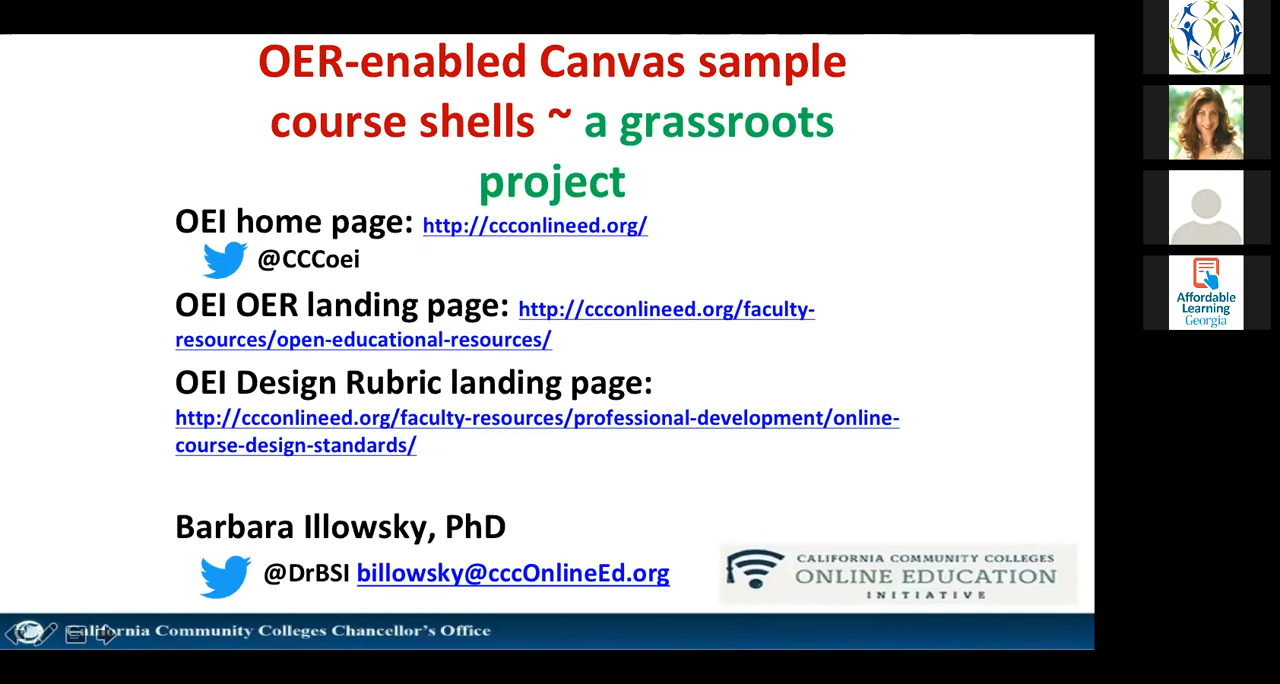 OER-enabled Canvas sample
course shells ~ a grassroots
project
OEI home page: http://ccconlineed.org/
@CCCoei
OEI OER landing page: http://ccconlineed.org/faculty-
resources/open-educational-resources/
OEI Design Rubric landing page:
http://ccconlineed.org/faculty-resources/professional-development/online-
course-design-standards/
Barbara Illowsky, PhD
@DrBSI billowsky@cccOnlineEd.org
CALIFORNIA COMMUNITY COLLEGES
ONLINE EDUCATION
INITIATIVE
California Community Colleges Chancellor's Office
Affordable
Learning
Georgia